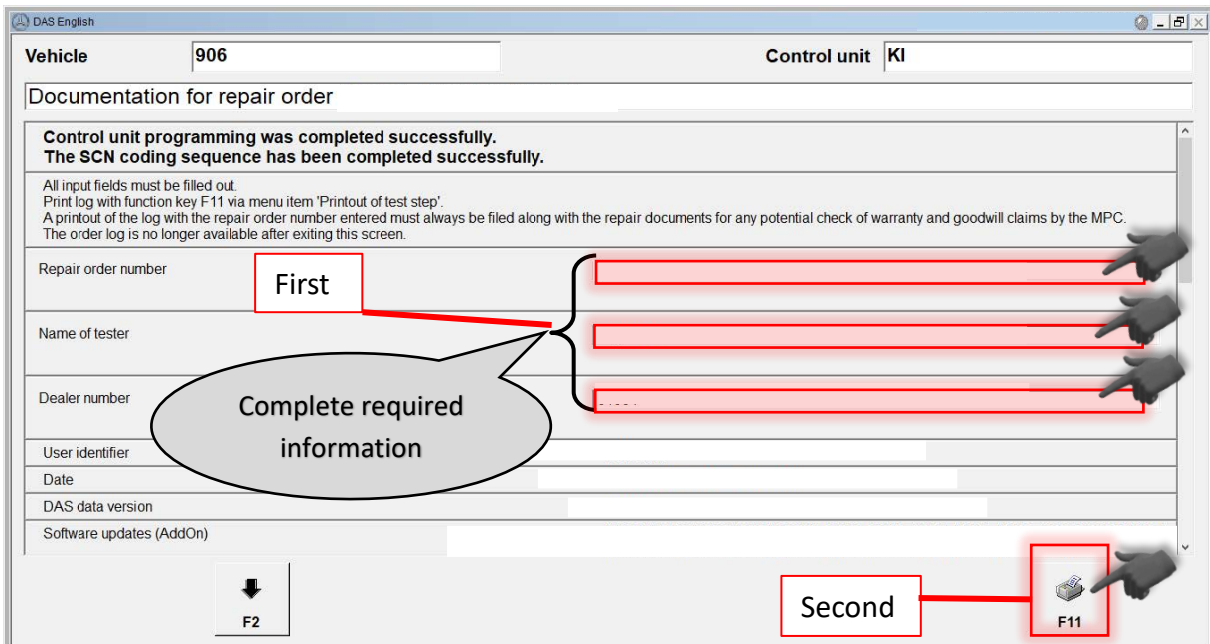 DAS English
Vehicle 906 Control unit KI
Documentation for repair order
Control unit programming was completed successfully.
The SCN coding sequence has been completed successfully.
All input fields must be filled out.
Print log with function key F11 via menu item 'Printout of test step'.
A printout of the log with the repair order number entered must always be filed along with the repair documents for any potential check of warranty and goodwill claims by the MPC.
The order log is no longer available after exiting this screen.
Repair order number
First
Name of tester
Dealer number
Complete required
information
User identifier
Date
DAS data version
Software updates (AddOn)
Second
F2
F11